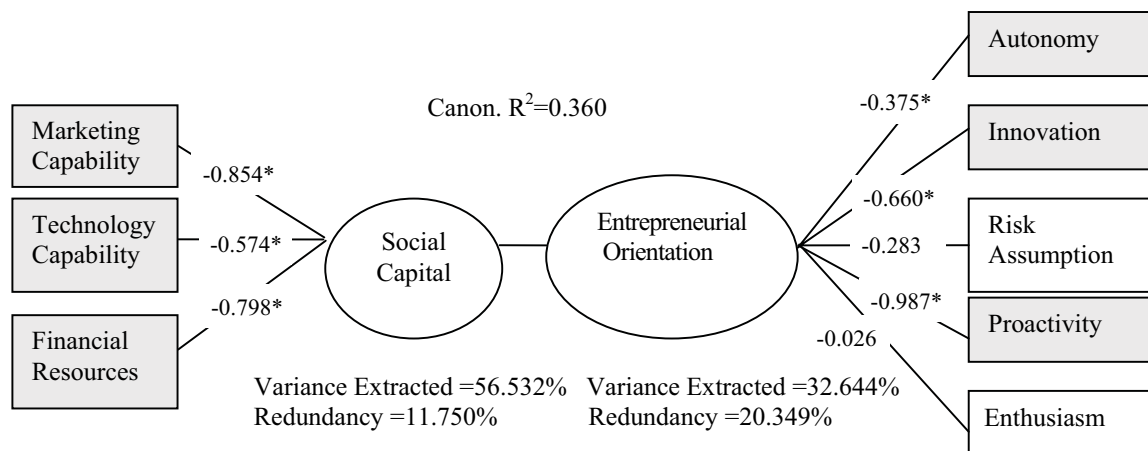 Canon. R²=0.360
Marketing
Capability
Technology
Capability
Financial
Resources
-0.854*
-0.574*
-0.798*
Social
Capital
Entrepreneurial
Orientation
-0.375*
-0.660*
-0.283
-0.987*
-0.026
Autonomy
Innovation
Risk
Assumption
Proactivity
Enthusiasm
Variance Extracted =56.532%
Redundancy =11.750%
Variance Extracted =32.644%
Redundancy =20.349%